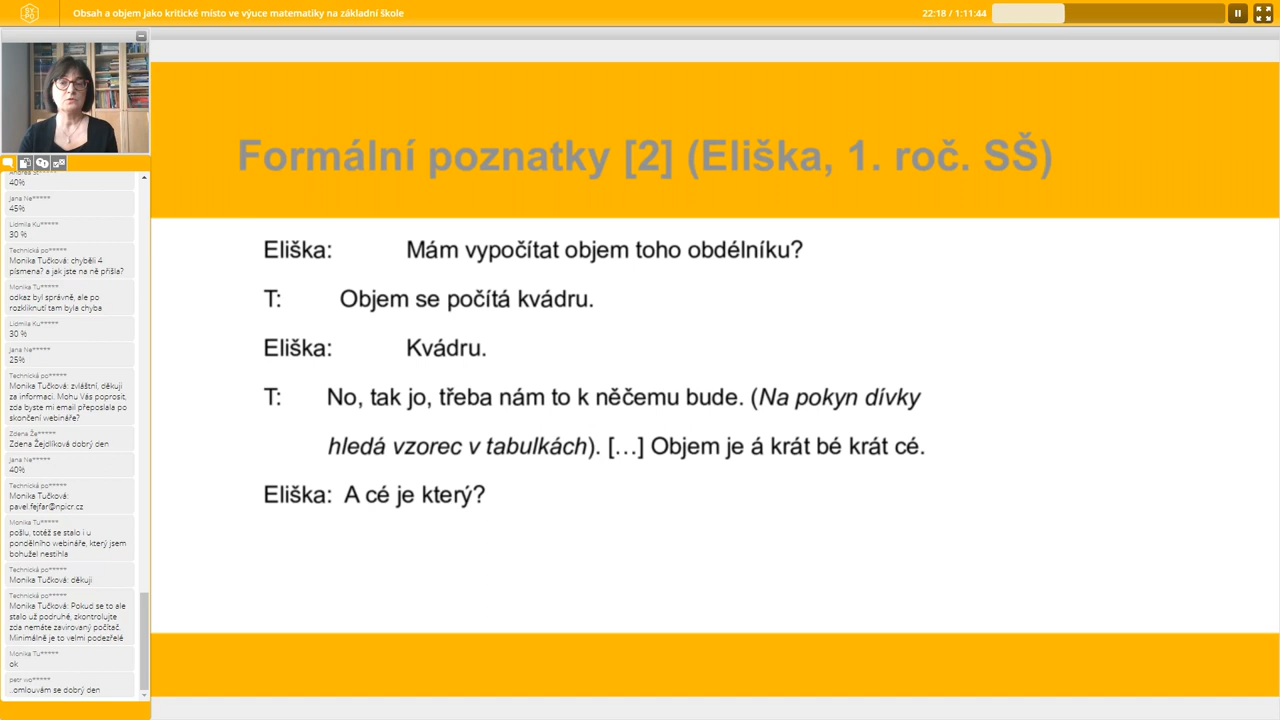 Obsah a objem jako kritické místo ve výuce matematiky na základní škole
22:18 / 1:11:44
Formální poznatky [2] (Eliška, 1. roč. SŠ)
Eliška: Mám vypočítat objem toho obdélníku?
T: Objem se počítá kvádru.
Eliška: Kvádru.
T: No, tak jo, třeba nám to k něčemu bude. (Na pokyn dívky
hledá vzorec v tabulkách). […] Objem je á krát bé krát cé.
Eliška: A cé je který?
40%
Jana Ne*****
45%
Lidmila Ku*****
30 %
Technická po*****
Monika Tučková: chyběli 4
písmena? a jak jste na ně přišla?
Monika Tu*****
odkaz byl správně, ale po
rozkliknutí tam byla chyba
Lidmila Ku*****
30 %
Jana Ne*****
25%
Technická po*****
Monika Tučková: zvláštní, děkuji
za informaci. Mohu Vás poprosit,
zda byste mi email přeposlala po
skončení webináře?
Zdena Že*****
Zdena Žejdlíková dobrý den
Jana Ne*****
40%
Technická po*****
Monika Tučková:
pavel.fejfar@npicr.cz
Monika Tu*****
pošlu, totéž se stalo i u
pondělního webináře, který jsem
bohužel nestihla
Technická po*****
Monika Tučková: děkuji
Technická po*****
Monika Tučková: Pokud se to ale
stalo už podruhé, zkontrolujte
zda nemáte zavirovaný počítač.
Minimálně je to velmi podezřelé
Monika Tu*****
ok
petr wo*****
..omlouvám se dobrý den